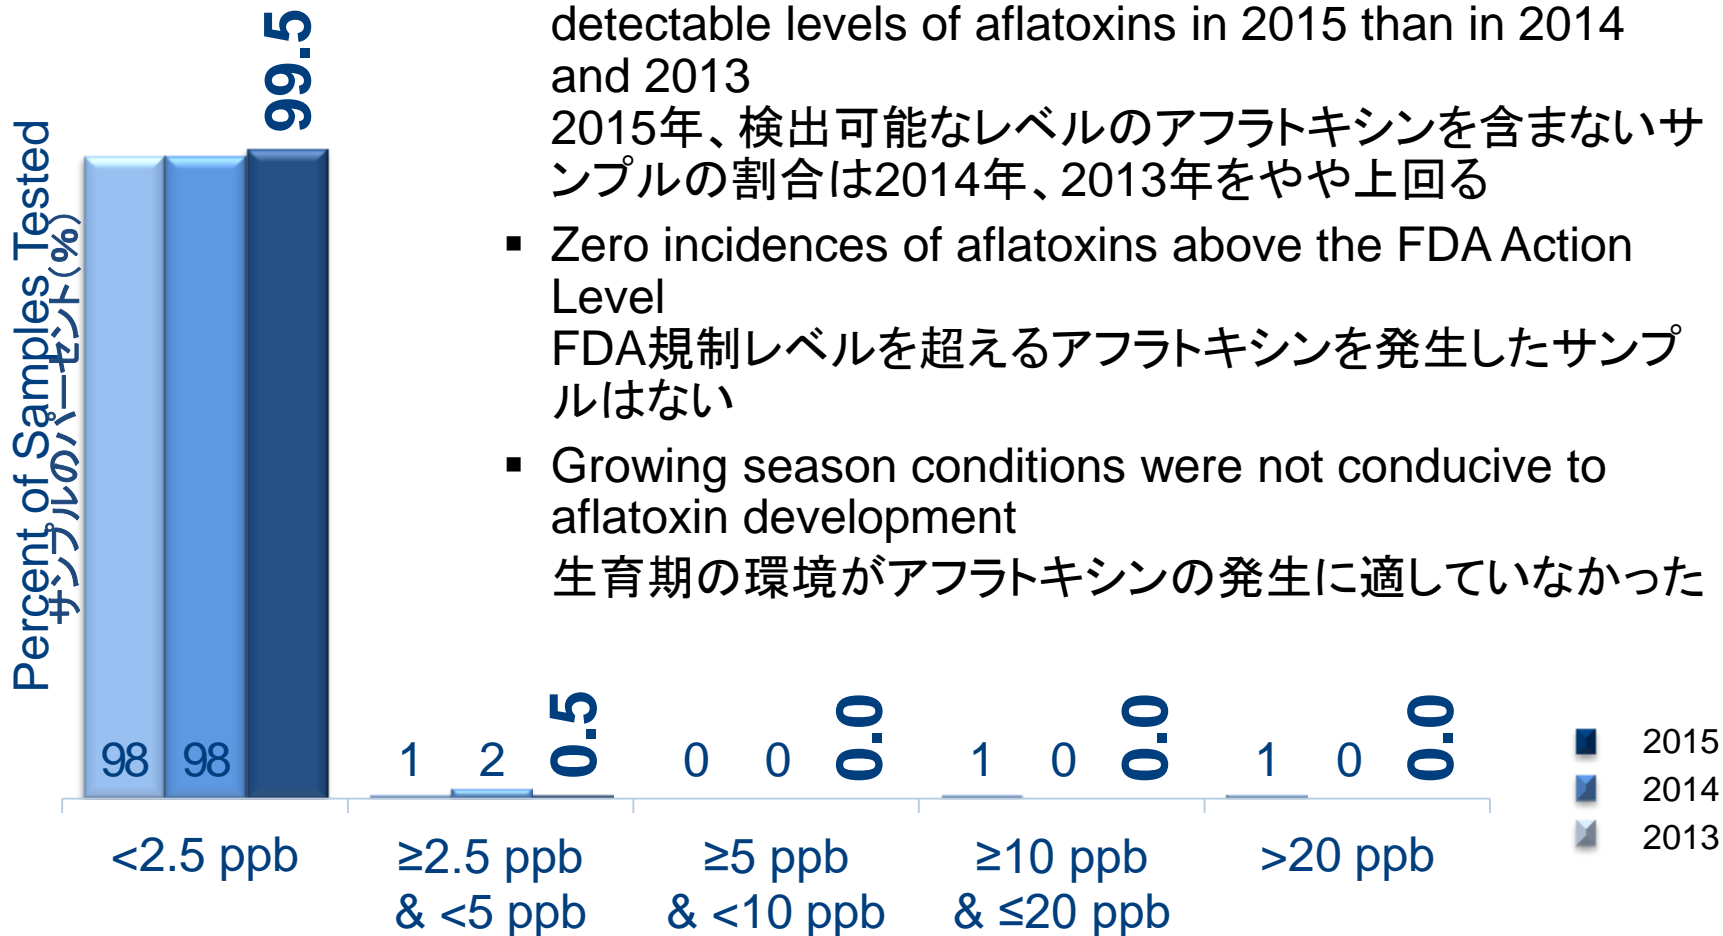 detectable levels of aflatoxins in 2015 than in 2014
and 2013
2015年、検出可能なレベルのアフラトキシンを含まないサ
ンプルの割合は2014年、2013年をやや上回る
▪ Zero incidences of aflatoxins above the FDA Action
Level
FDA規制レベルを超えるアフラトキシンを発生したサンプ
ルはない
▪ Growing season conditions were not conducive to
aflatoxin development
生育期の環境がアフラトキシンの発生に適していなかった
Percent of Samples Tested
サンプルのパーセント(%)
98 98 99.5
1 2 0.5
0 0 0.0
1 0 0.0
1 0 0.0
<2.5 ppb
≥2.5 ppb
& <5 ppb
≥5 ppb
& <10 ppb
≥10 ppb
& ≤20 ppb
>20 ppb
2015
2014
2013